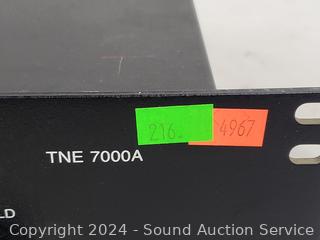 216. 4967
TNE 7000A
LD
Copyright 2024 - Sound Auction Service